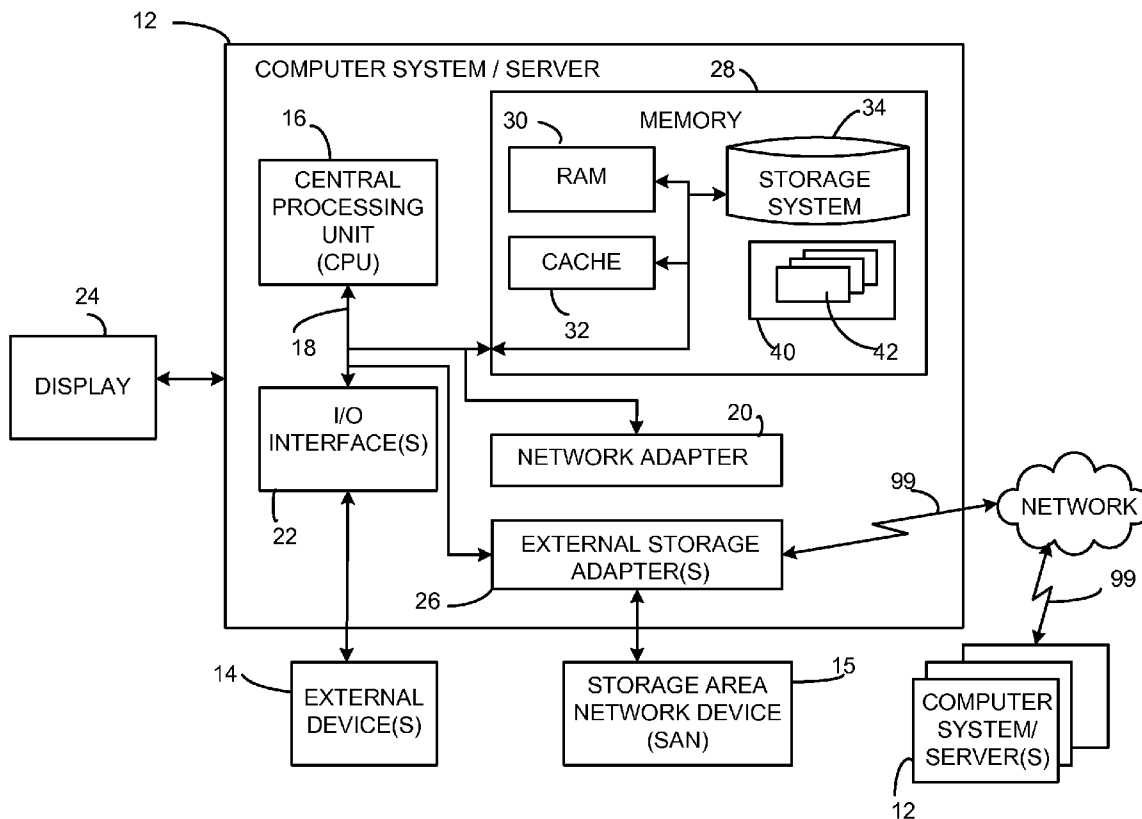 12
COMPUTER SYSTEM / SERVER
28
MEMORY
16
30
34
CENTRAL
PROCESSING
UNIT
(CPU)
RAM
STORAGE
SYSTEM
CACHE
24
18
32
40
42
DISPLAY
I/O
INTERFACE(S)
20
NETWORK ADAPTER
22
99
NETWORK
EXTERNAL STORAGE
ADAPTER(S)
26
99
14
EXTERNAL
DEVICE(S)
15
STORAGE AREA
NETWORK DEVICE
(SAN)
COMPUTER
SYSTEM/
SERVER(S)
12